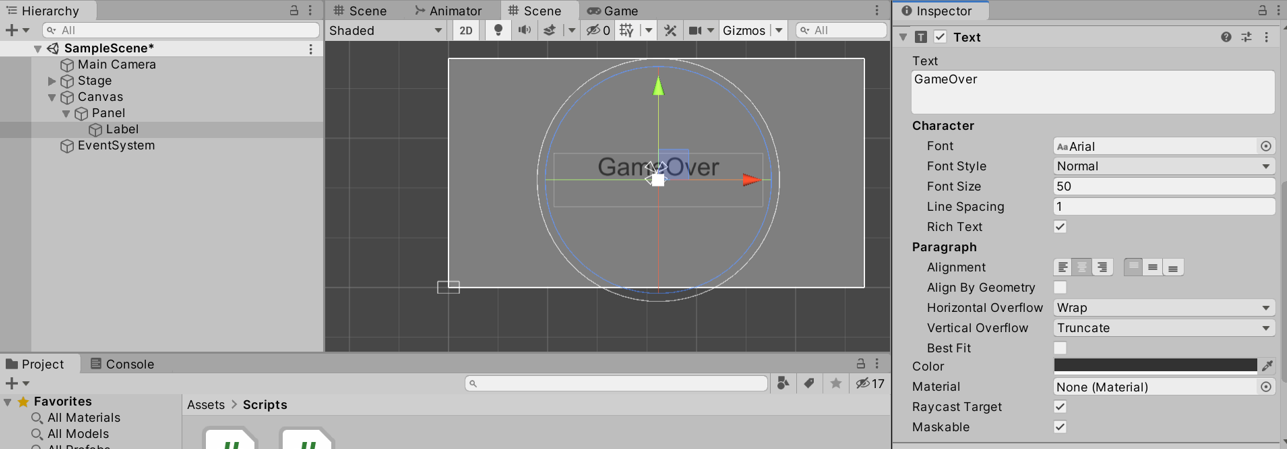 Hierarchy
All
SampleScene*
Main Camera
Stage
Canvas
Panel
Label
EventSystem
Scene
Animator
Scene
Game
Shaded
2D
0
Gizmos
All
GameOver
Project
Console
17
Favorites
All Materials
All Models
All Prefabs
Assets > Scripts
#
#
Inspector
Text
Text
GameOver
Character
Font
Aa Arial
Font Style
Normal
Font Size
50
Line Spacing
1
Rich Text
Paragraph
Alignment
Align By Geometry
Horizontal Overflow
Wrap
Vertical Overflow
Truncate
Best Fit
Color
Material
None (Material)
Raycast Target
Maskable